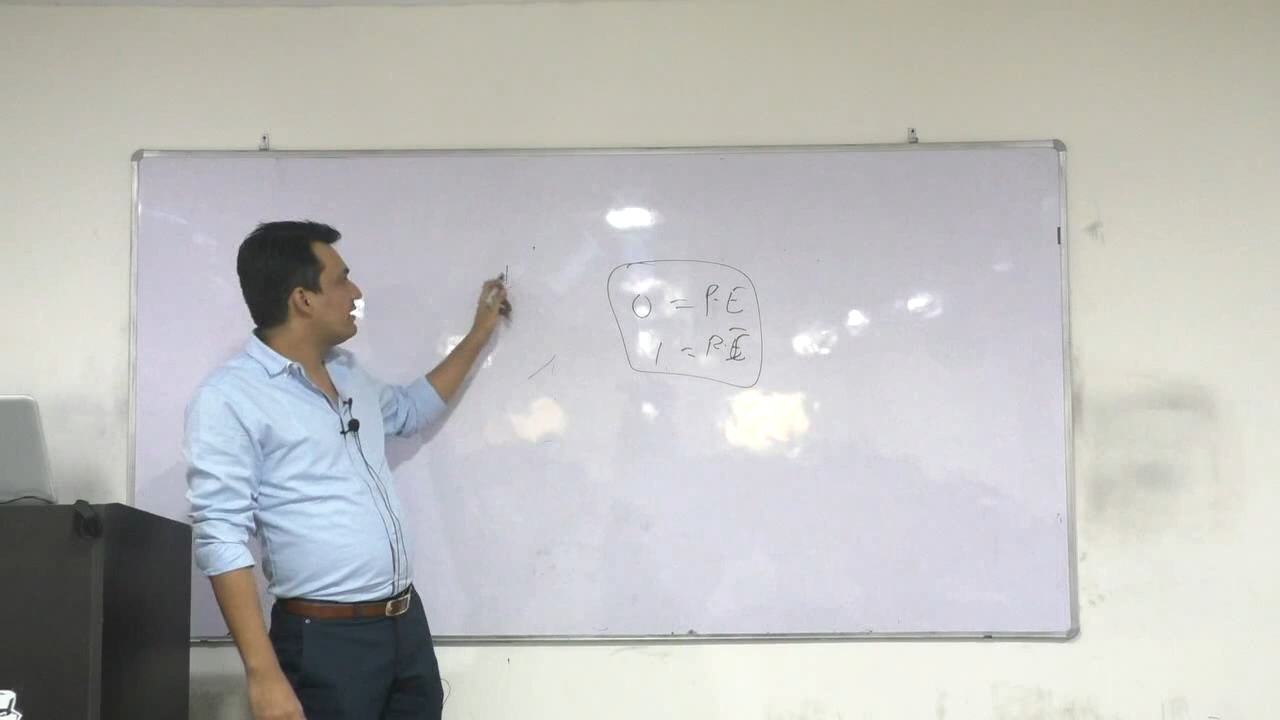 0 = P.E
1 = P.E̅